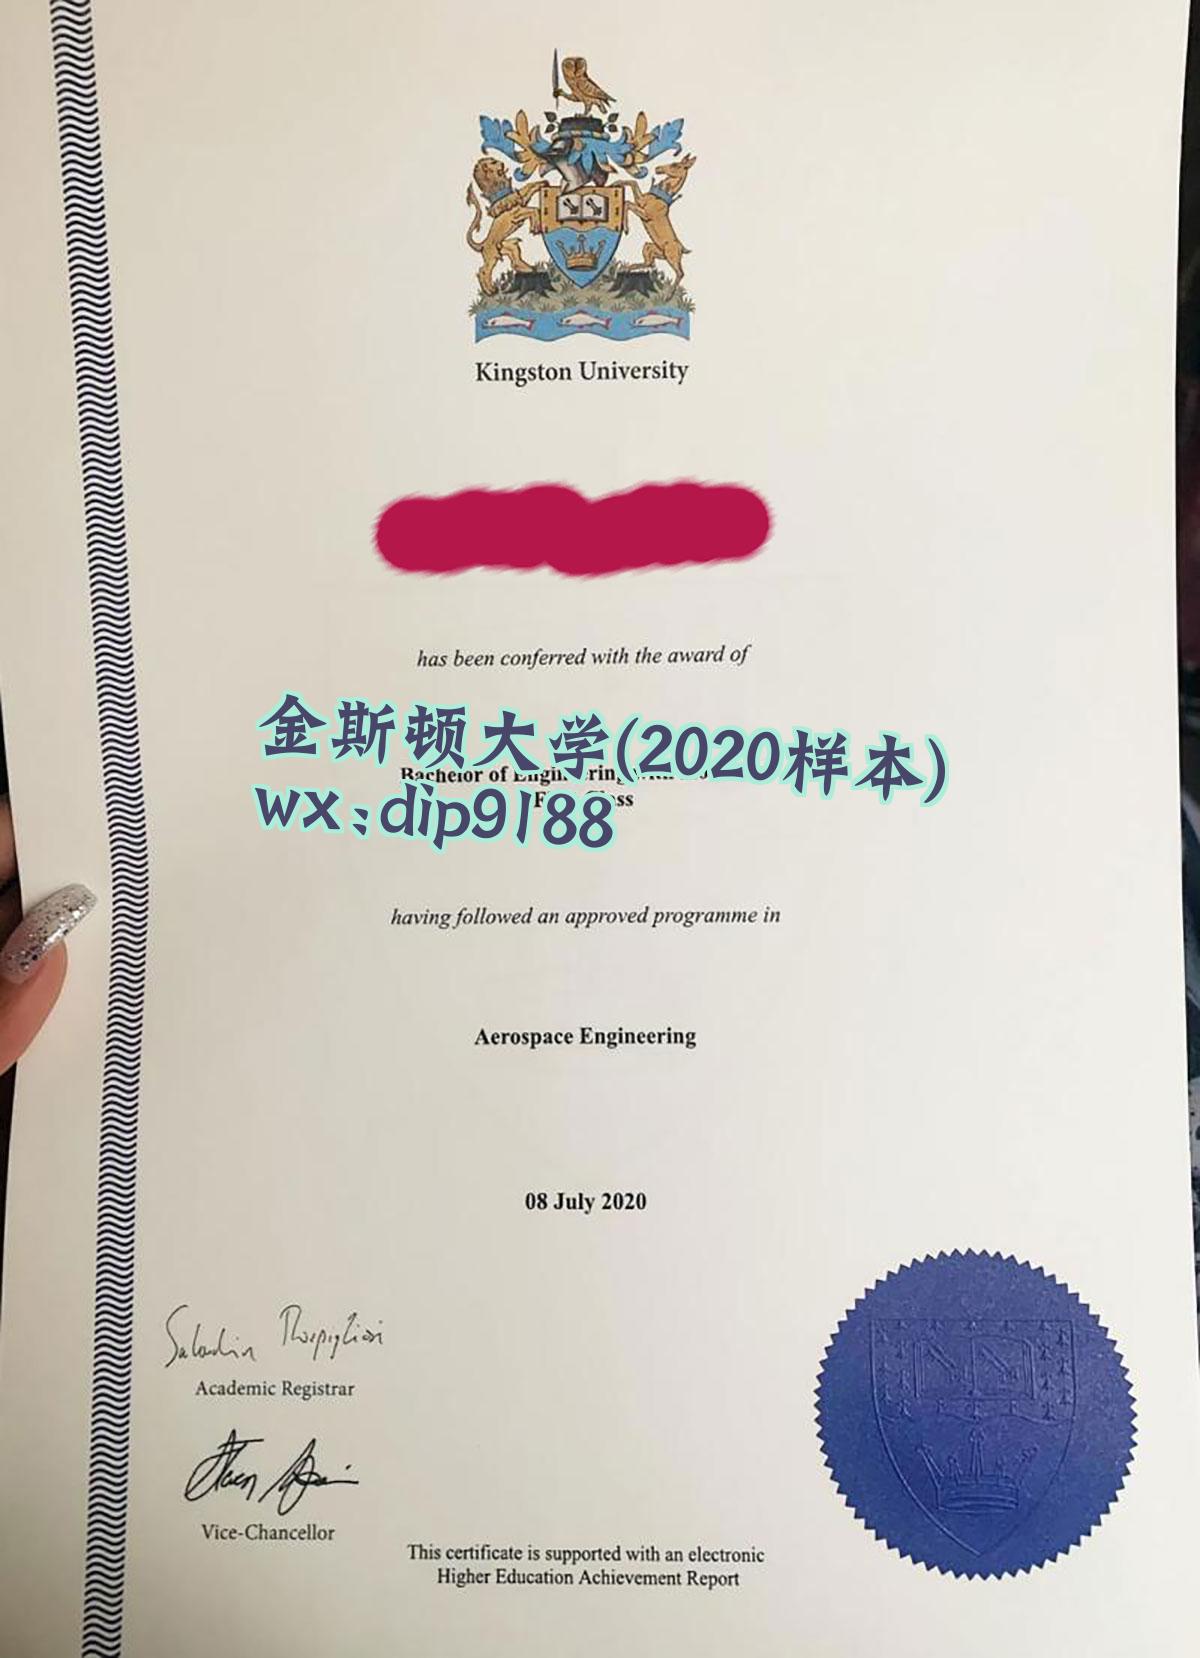 Kingston University
has been conferred with the award of
金斯顿大学(2020样本)
Bachelor of
wx:dip9188
having followed an approved programme in
Aerospace Engineering
08 July 2020
Academic Registrar
Vice-Chancellor
This certificate is supported with an electronic
Higher Education Achievement Report